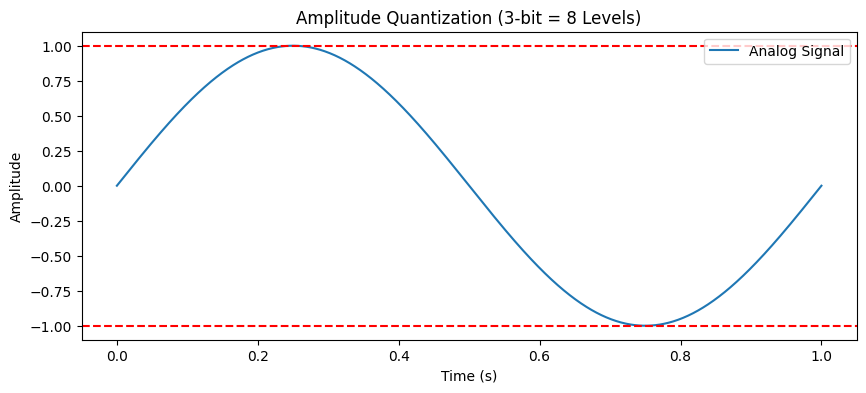 Amplitude Quantization (3-bit = 8 Levels)
Analog Signal
1.00
0.75
0.50
0.25
0.00
−0.25
−0.50
−0.75
−1.00
Amplitude
0.0 0.2 0.4 0.6 0.8 1.0
Time (s)